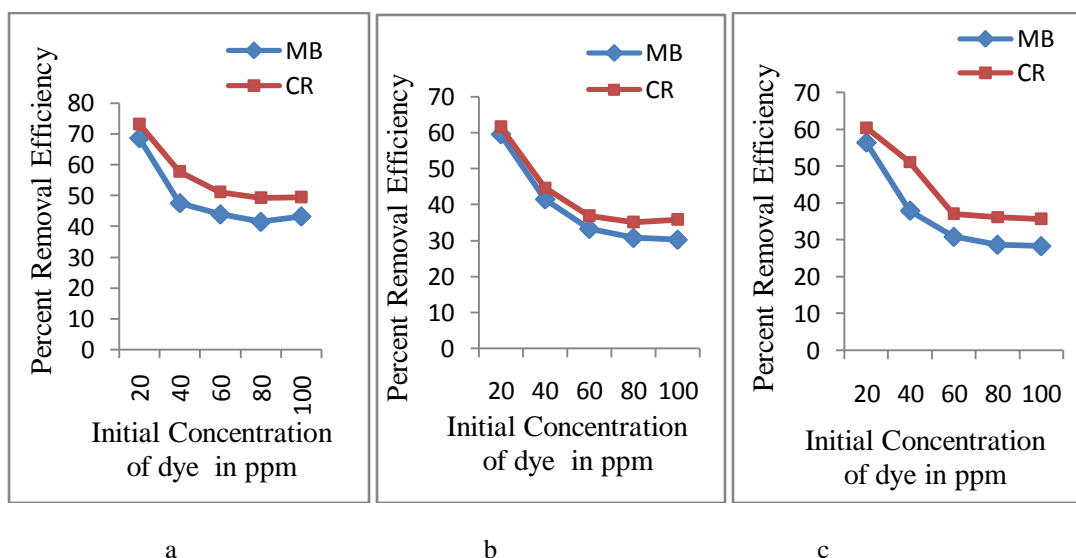 MB
CR
Percent Removal Efficiency
80
70
60
50
40
30
20
10
0
20
40
60
80
100
Initial Concentration
of dye in ppm
a
MB
CR
Percent Removal Efficiency
70
60
50
40
30
20
10
0
20 40 60 80 100
Initial Concentration
of dye in ppm
b
MB
CR
Percent Removal Efficiency
70
60
50
40
30
20
10
0
20 40 60 80 100
Initial Concentration
of dye in ppm
c